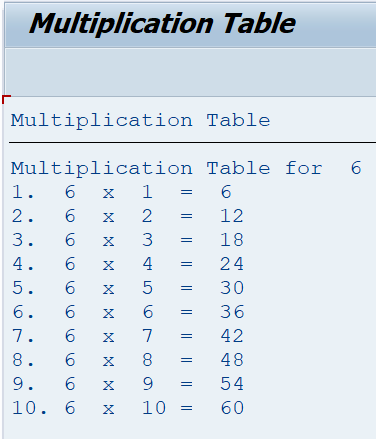 Multiplication Table
Multiplication Table
Multiplication Table for 6
1. 6 x 1 = 6
2. 6 x 2 = 12
3. 6 x 3 = 18
4. 6 x 4 = 24
5. 6 x 5 = 30
6. 6 x 6 = 36
7. 6 x 7 = 42
8. 6 x 8 = 48
9. 6 x 9 = 54
10. 6 x 10 = 60